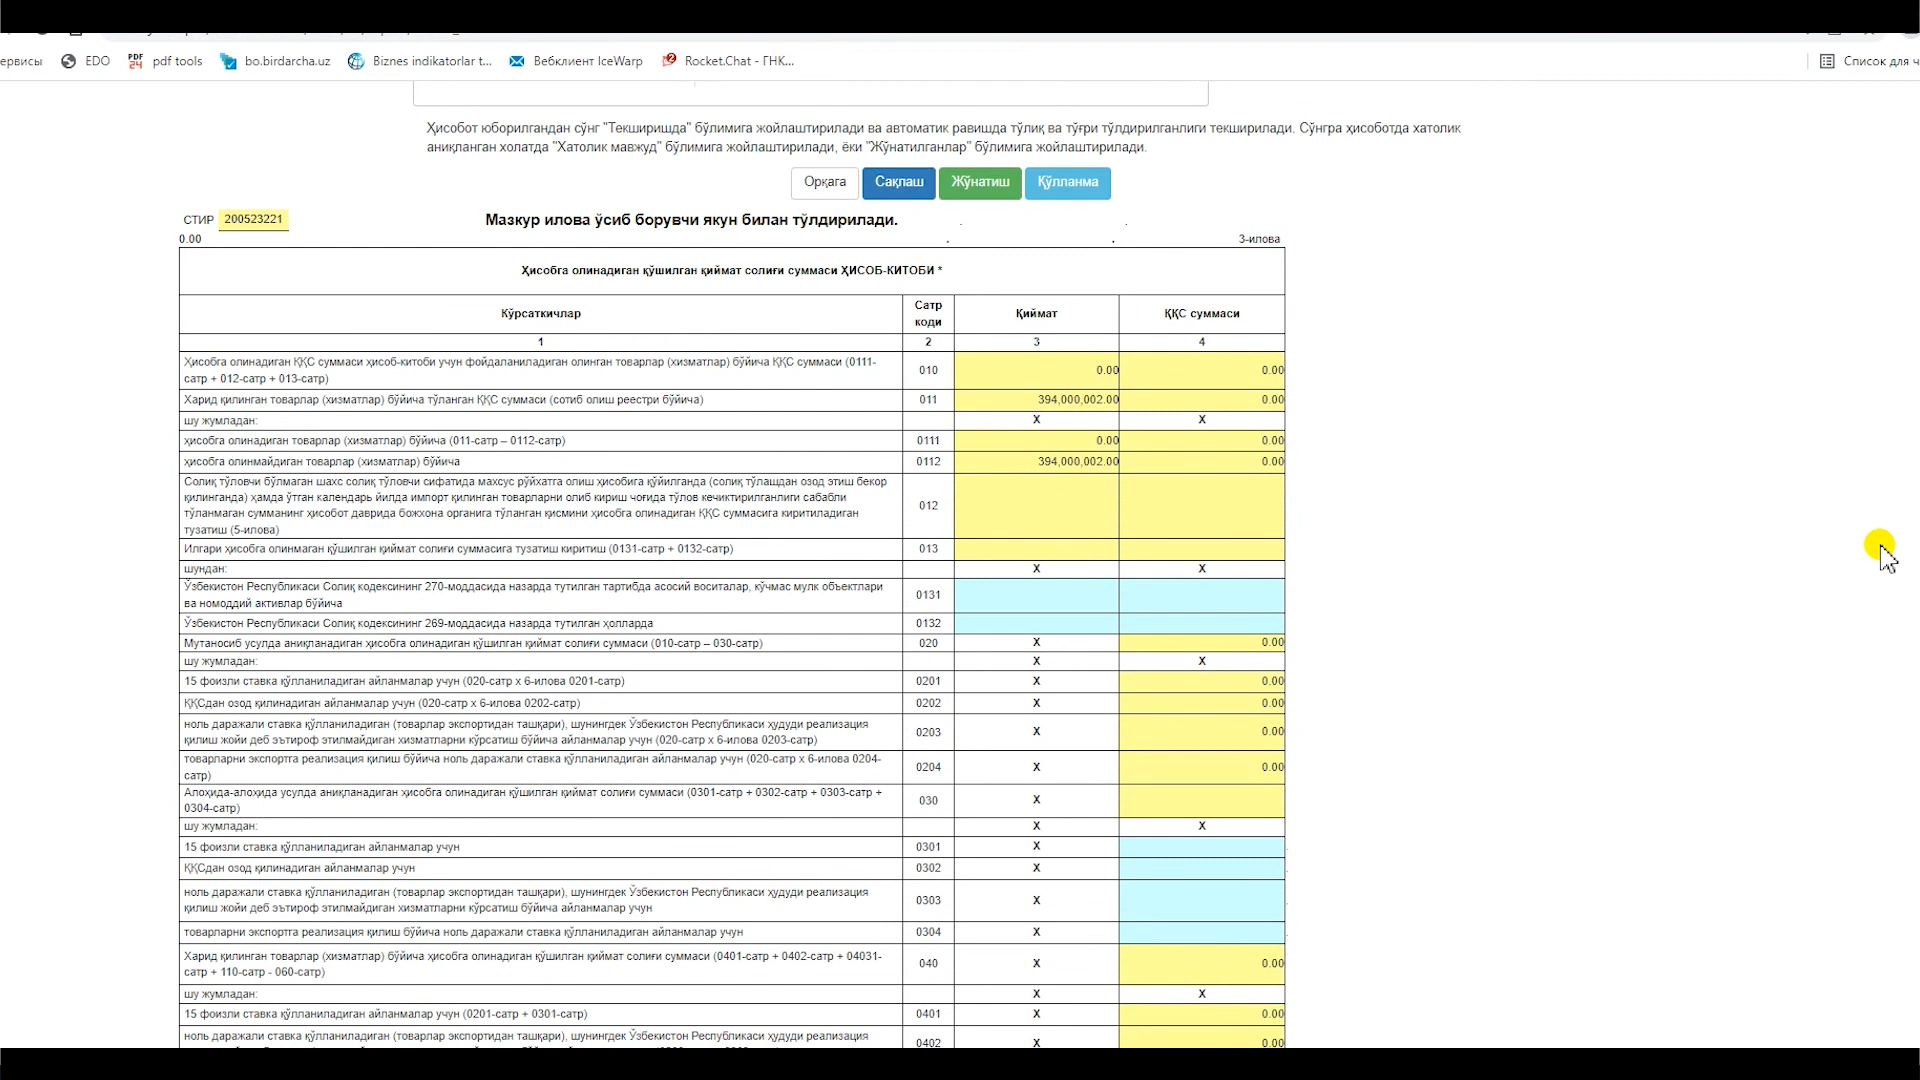 ервисы EDO PDF 24 pdf tools bo.birdarcha.uz Biznes indikatorlar t... Вебклиент IceWarp Rocket.Chat - ГНК... Список для ч
Ҳисобот юборилгандан сўнг "Текширишда" бўлимига жойлаштирилади ва автоматик равишда тўлиқ ва тўғри тўлдирилганлиги текширилади. Сўнгра ҳисоботда хатолик
аниқланган холатда "Хатолик мавжуд" бўлимига жойлаштирилади, ёки "Жўнатилганлар" бўлимига жойлаштирилади.
Орқага Сақлаш Жўнатиш Қўлланма
СТИР 200523221 Мазкур илова ўсиб борувчи якун билан тўлдирилади.
0.00 3-илова
Ҳисобга олинадиган қўшилган қиймат солиғи суммаси ҲИСОБ-КИТОБИ *
Кўрсаткичлар Сатр коди Қиймат ҚҚС суммаси
1 2 3 4
Ҳисобга олинадиган ҚҚС суммаси ҳисоб-китоби учун фойдаланиладиган олинган товарлар (хизматлар) бўйича ҚҚС суммаси (0111-
сатр + 012-сатр + 013-сатр) 010 0.00 0.00
Харид қилинган товарлар (хизматлар) бўйича тўланган ҚҚС суммаси (сотиб олиш реестри бўйича) 011 394,000,002.00 0.00
шу жумладан: X X
ҳисобга олинадиган товарлар (хизматлар) бўйича (011-сатр – 0112-сатр) 0111 0.00 0.00
ҳисобга олинмайдиган товарлар (хизматлар) бўйича 0112 394,000,002.00 0.00
Солиқ тўловчи бўлмаган шахс солиқ тўловчи сифатида махсус рўйхатга олиш ҳисобига қўйилганда (солиқ тўлашдан озод этиш бекор
қилинганда) ҳамда ўтган календарь йилда импорт қилинган товарларни олиб кириш чоғида тўлов кечиктирилганлиги сабабли
тўланмаган сумманинг ҳисобот даврида божхона органига тўланган қисмини ҳисобга олинадиган ҚҚС суммасига киритиладиган
тузатиш (5-илова) 012
Илгари ҳисобга олинмаган қўшилган қиймат солиғи суммасига тузатиш киритиш (0131-сатр + 0132-сатр) 013
шундан: X X
Ўзбекистон Республикаси Солиқ кодексининг 270-моддасида назарда тутилган тартибда асосий воситалар, кўчмас мулк объектлари
ва номоддий активлар бўйича 0131
Ўзбекистон Республикаси Солиқ кодексининг 269-моддасида назарда тутилган ҳолларда 0132
Мутаносиб усулда аниқланадиган ҳисобга олинадиган қўшилган қиймат солиғи суммаси (010-сатр – 030-сатр) 020 X 0.00
шу жумладан: X X
15 фоизли ставка қўлланиладиган айланмалар учун (020-сатр x 6-илова 0201-сатр) 0201 X 0.00
ҚҚСдан озод қилинадиган айланмалар учун (020-сатр x 6-илова 0202-сатр) 0202 X 0.00
ноль даражали ставка қўлланиладиган (товарлар экспортидан ташқари), шунингдек Ўзбекистон Республикаси ҳудуди реализация
қилиш жойи деб эътироф этилмайдиган хизматларни кўрсатиш бўйича айланмалар учун (020-сатр x 6-илова 0203-сатр) 0203 X 0.00
товарларни экспортга реализация қилиш бўйича ноль даражали ставка қўлланиладиган айланмалар учун (020-сатр x 6-илова 0204-
сатр) 0204 X 0.00
Алоҳида-алоҳида усулда аниқланадиган ҳисобга олинадиган қўшилган қиймат солиғи суммаси (0301-сатр + 0302-сатр + 0303-сатр +
0304-сатр) 030 X
шу жумладан: X X
15 фоизли ставка қўлланиладиган айланмалар учун 0301 X
ҚҚСдан озод қилинадиган айланмалар учун 0302 X
ноль даражали ставка қўлланиладиган (товарлар экспортидан ташқари), шунингдек Ўзбекистон Республикаси ҳудуди реализация
қилиш жойи деб эътироф этилмайдиган хизматларни кўрсатиш бўйича айланмалар учун 0303 X
товарларни экспортга реализация қилиш бўйича ноль даражали ставка қўлланиладиган айланмалар учун 0304 X
Харид қилинган товарлар (хизматлар) бўйича ҳисобга олинадиган қўшилган қиймат солиғи суммаси (0401-сатр + 0402-сатр + 04031-
сатр + 110-сатр - 060-сатр) 040 X 0.00
шу жумладан: X X
15 фоизли ставка қўлланиладиган айланмалар учун (0201-сатр + 0301-сатр) 0401 X 0.00
ноль даражали ставка қўлланиладиган (товарлар экспортидан ташқари), шунингдек Ўзбекистон Республикаси ҳудуди реализация 0402 X 0.00